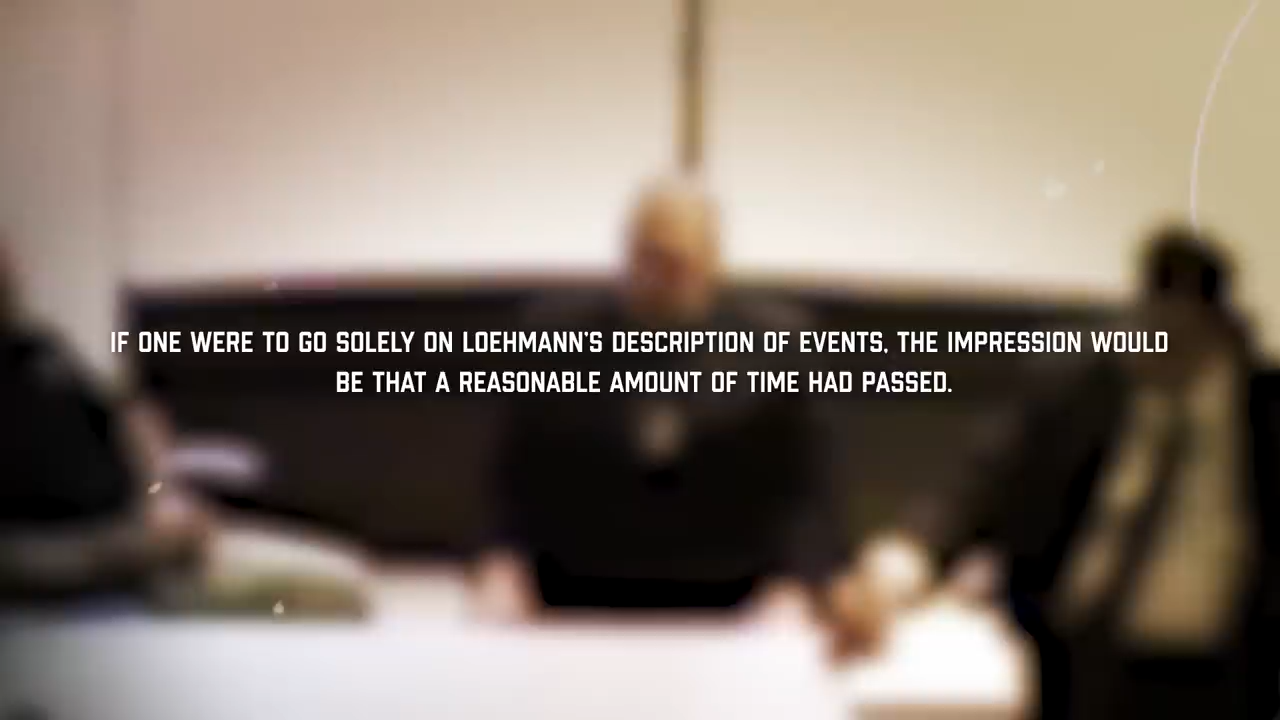 IF ONE WERE TO GO SOLELY ON LOEHMANN'S DESCRIPTION OF EVENTS, THE IMPRESSION WOULD
BE THAT A REASONABLE AMOUNT OF TIME HAD PASSED.